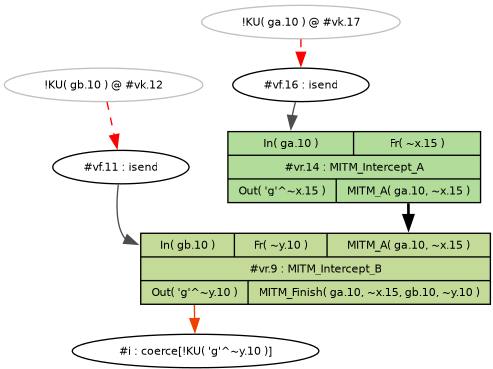 !KU( ga.10 ) @ #vk.17
!KU( gb.10 ) @ #vk.12
#vf.16 : isend
In( ga.10 ) Fr( ~x.15 )
#vf.11 : isend
#vr.14 : MITM_Intercept_A
Out( 'g'^~x.15 ) MITM_A( ga.10, ~x.15 )
In( gb.10 ) Fr( ~y.10 ) MITM_A( ga.10, ~x.15 )
#vr.9 : MITM_Intercept_B
Out( 'g'^~y.10 ) MITM_Finish( ga.10, ~x.15, gb.10, ~y.10 )
#i : coerce[!KU( 'g'^~y.10 )]